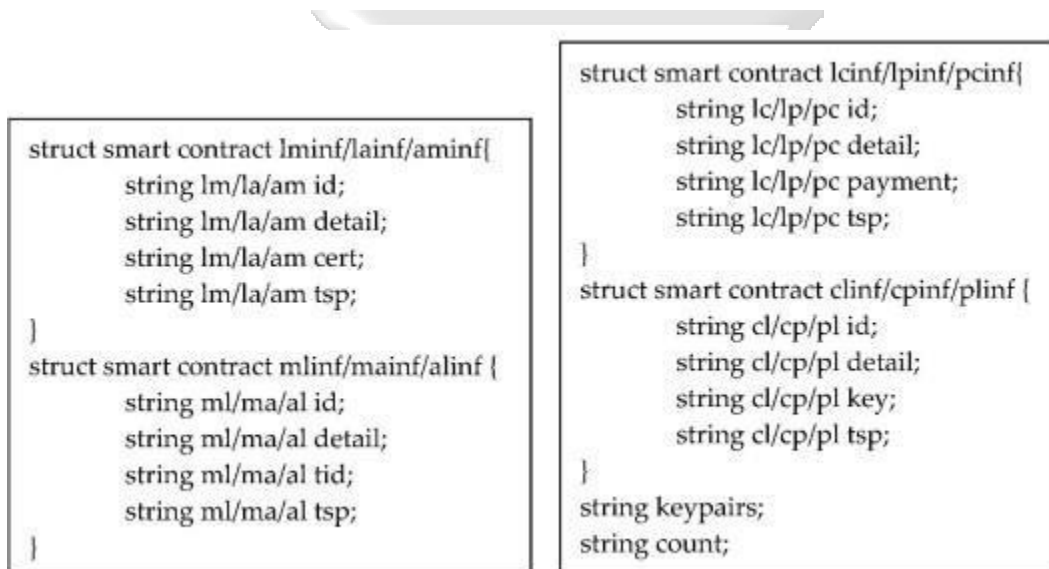 struct smart contract lminf/lainf/aminf{
string lm/la/am id;
string lm/la/am detail;
string lm/la/am cert;
string lm/la/am tsp;
}
struct smart contract mlinf/mainf/alinf {
string ml/ma/al id;
string ml/ma/al detail;
string ml/ma/al tid;
string ml/ma/al tsp;
}
struct smart contract lcinf/lpinf/pcinf{
string lc/lp/pc id;
string lc/lp/pc detail;
string lc/lp/pc payment;
string lc/lp/pc tsp;
}
struct smart contract clinf/cpinf/plinf {
string cl/cp/pl id;
string cl/cp/pl detail;
string cl/cp/pl key;
string cl/cp/pl tsp;
}
string keypairs;
string count;